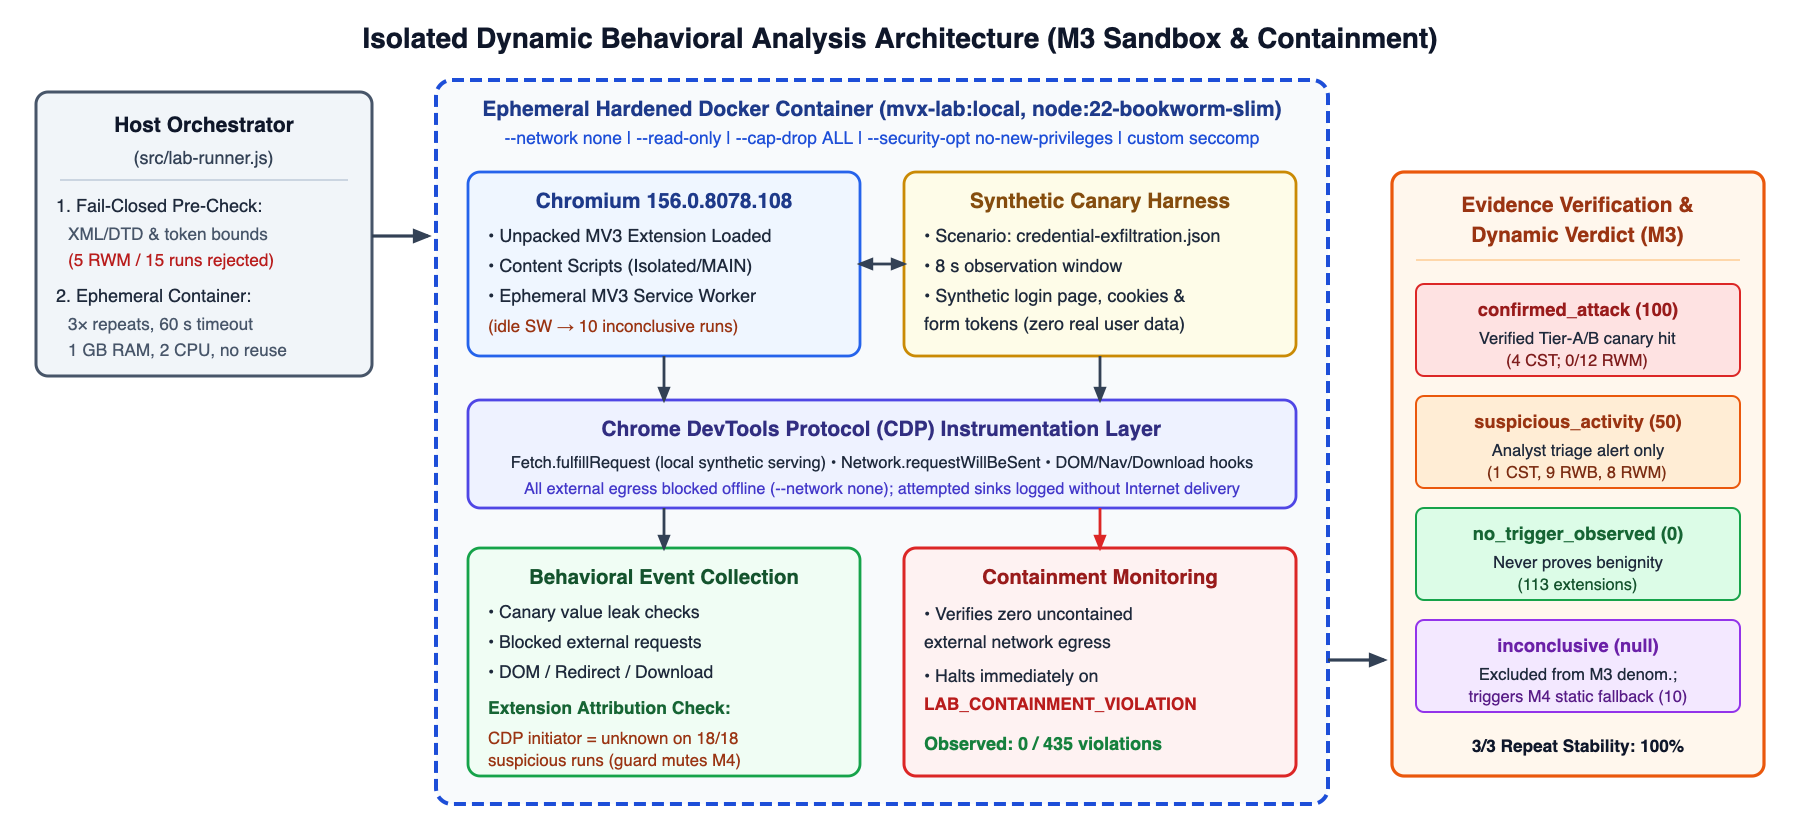 Isolated Dynamic Behavioral Analysis Architecture (M3 Sandbox & Containment)
Host Orchestrator
(src/lab-runner.js)
1. Fail-Closed Pre-Check:
XML/DTD & token bounds
(5 RWM / 15 runs rejected)
2. Ephemeral Container:
3× repeats, 60 s timeout
1 GB RAM, 2 CPU, no reuse
Ephemeral Hardened Docker Container (mvx-lab:local, node:22-bookworm-slim)
--network none | --read-only | --cap-drop ALL | --security-opt no-new-privileges | custom seccomp
Chromium 156.0.8078.108
• Unpacked MV3 Extension Loaded
• Content Scripts (Isolated/MAIN)
• Ephemeral MV3 Service Worker
(idle SW → 10 inconclusive runs)
Synthetic Canary Harness
• Scenario: credential-exfiltration.json
• 8 s observation window
• Synthetic login page, cookies &
form tokens (zero real user data)
Chrome DevTools Protocol (CDP) Instrumentation Layer
Fetch.fulfillRequest (local synthetic serving) • Network.requestWillBeSent • DOM/Nav/Download hooks
All external egress blocked offline (--network none); attempted sinks logged without Internet delivery
Behavioral Event Collection
• Canary value leak checks
• Blocked external requests
• DOM / Redirect / Download
Extension Attribution Check:
CDP initiator = unknown on 18/18
suspicious runs (guard mutes M4)
Containment Monitoring
• Verifies zero uncontained
external network egress
• Halts immediately on
LAB_CONTAINMENT_VIOLATION
Observed: 0 / 435 violations
Evidence Verification &
Dynamic Verdict (M3)
confirmed_attack (100)
Verified Tier-A/B canary hit
(4 CST; 0/12 RWM)
suspicious_activity (50)
Analyst triage alert only
(1 CST, 9 RWB, 8 RWM)
no_trigger_observed (0)
Never proves benignity
(113 extensions)
inconclusive (null)
Excluded from M3 denom.;
triggers M4 static fallback (10)
3/3 Repeat Stability: 100%